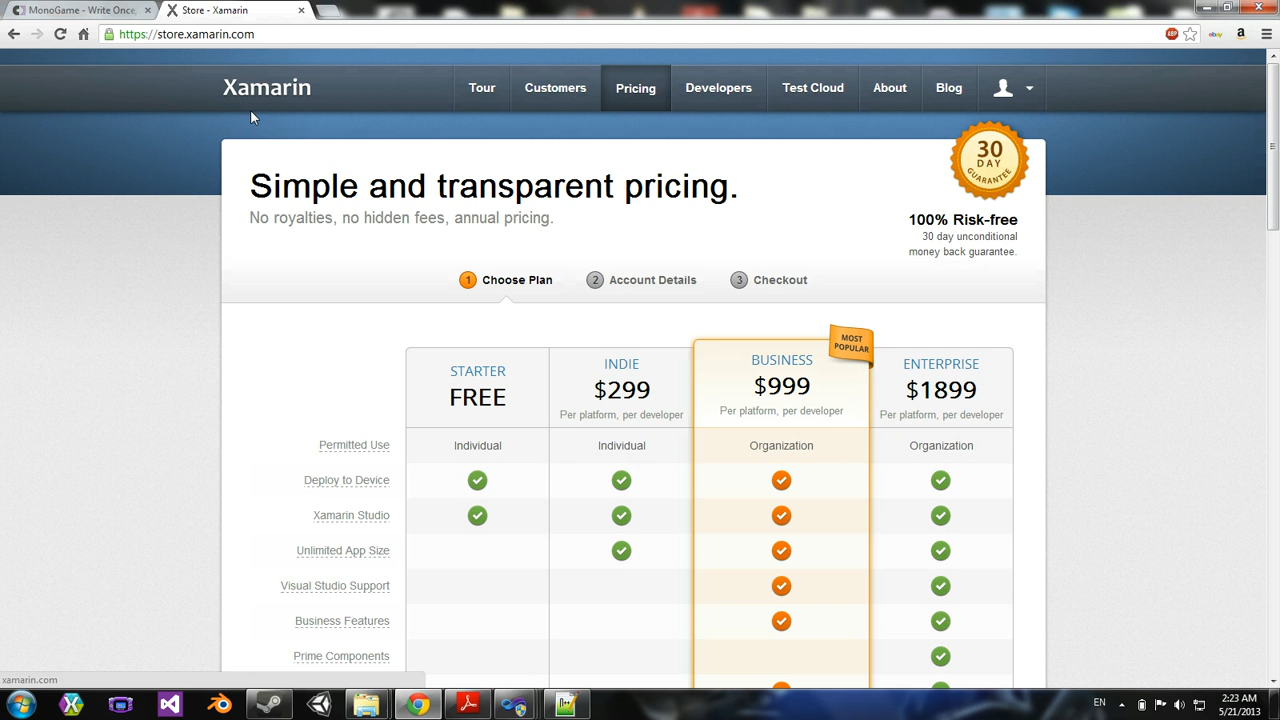 MonoGame - Write Once,
Store - Xamarin
https://store.xamarin.com
ABP
ebay
a
Xamarin
Tour
Customers
Pricing
Developers
Test Cloud
About
Blog
30
DAY
GUARANTEE
Simple and transparent pricing.
No royalties, no hidden fees, annual pricing.
100% Risk-free
30 day unconditional
money back guarantee.
1 Choose Plan
2 Account Details
3 Checkout
MOST
POPULAR
STARTER
FREE
INDIE
$299
Per platform, per developer
BUSINESS
$999
Per platform, per developer
ENTERPRISE
$1899
Per platform, per developer
Permitted Use Individual Individual Organization Organization
Deploy to Device
Xamarin Studio
Unlimited App Size
Visual Studio Support
Business Features
Prime Components
xamarin.com
EN
2:23 AM
5/21/2013